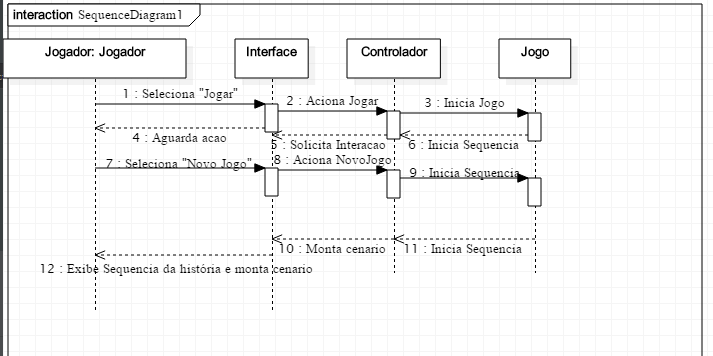 interaction SequenceDiagram1
Jogador: Jogador
Interface
Controlador
Jogo
1 : Seleciona "Jogar"
2 : Aciona Jogar
3 : Inicia Jogo
4 : Aguarda acao
5 : Solicita Interacao
6 : Inicia Sequencia
7 : Seleciona "Novo Jogo"
8 : Aciona NovoJogo
9 : Inicia Sequencia
10 : Monta cenario
11 : Inicia Sequencia
12 : Exibe Sequencia da história e monta cenario